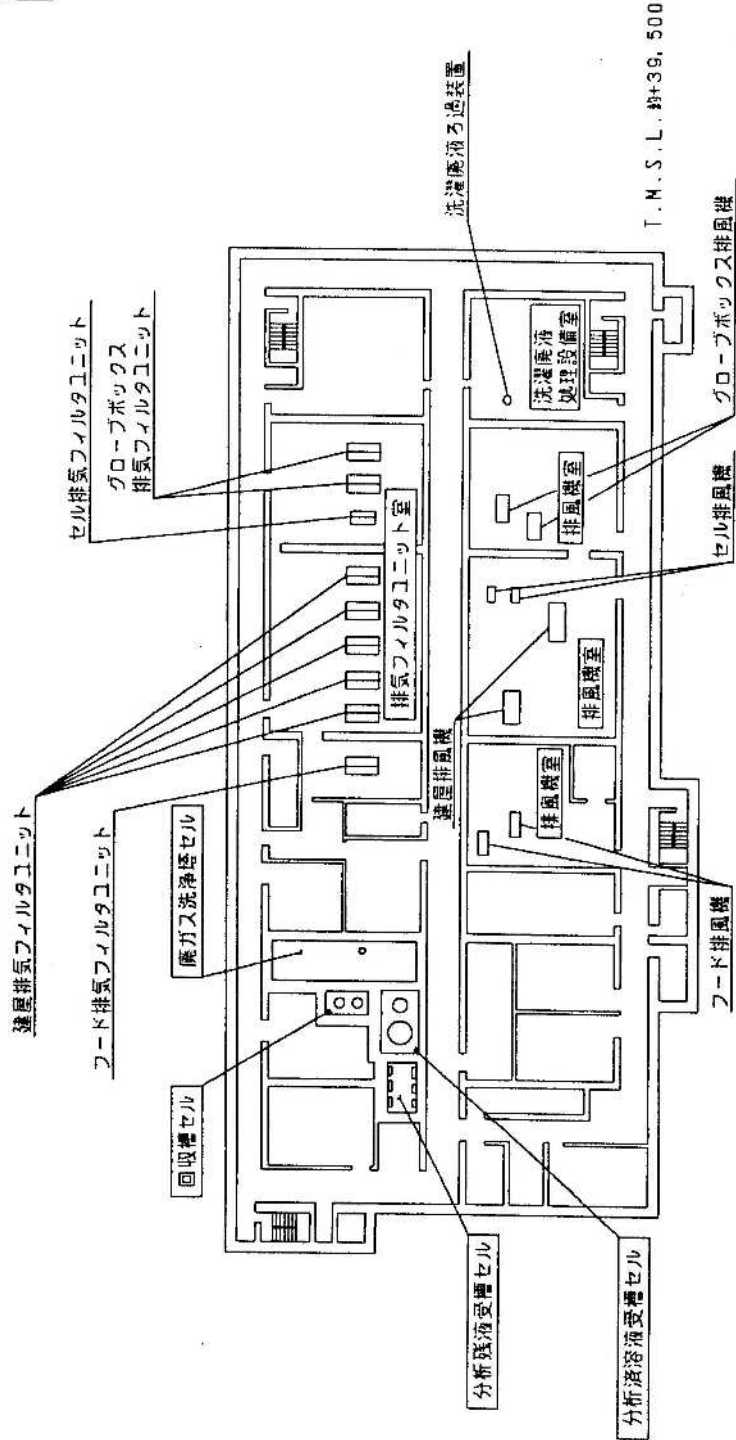 建屋排気フィルタユニット
フード排気フィルタユニット
セル排気フィルタユニット
グローブボックス
排気フィルタユニット
廃ガス洗浄塔セル
回収槽セル
排気フィルタユニット室
洗濯廃液ろ過装置
洗濯廃液
処理設備室
排風機室
排風機室
排風機室
建屋排風機
分析残液受槽セル
分析済溶液受槽セル
フード排風機
セル排風機
グローブボックス排風機
T.M.S.L.約+39,500